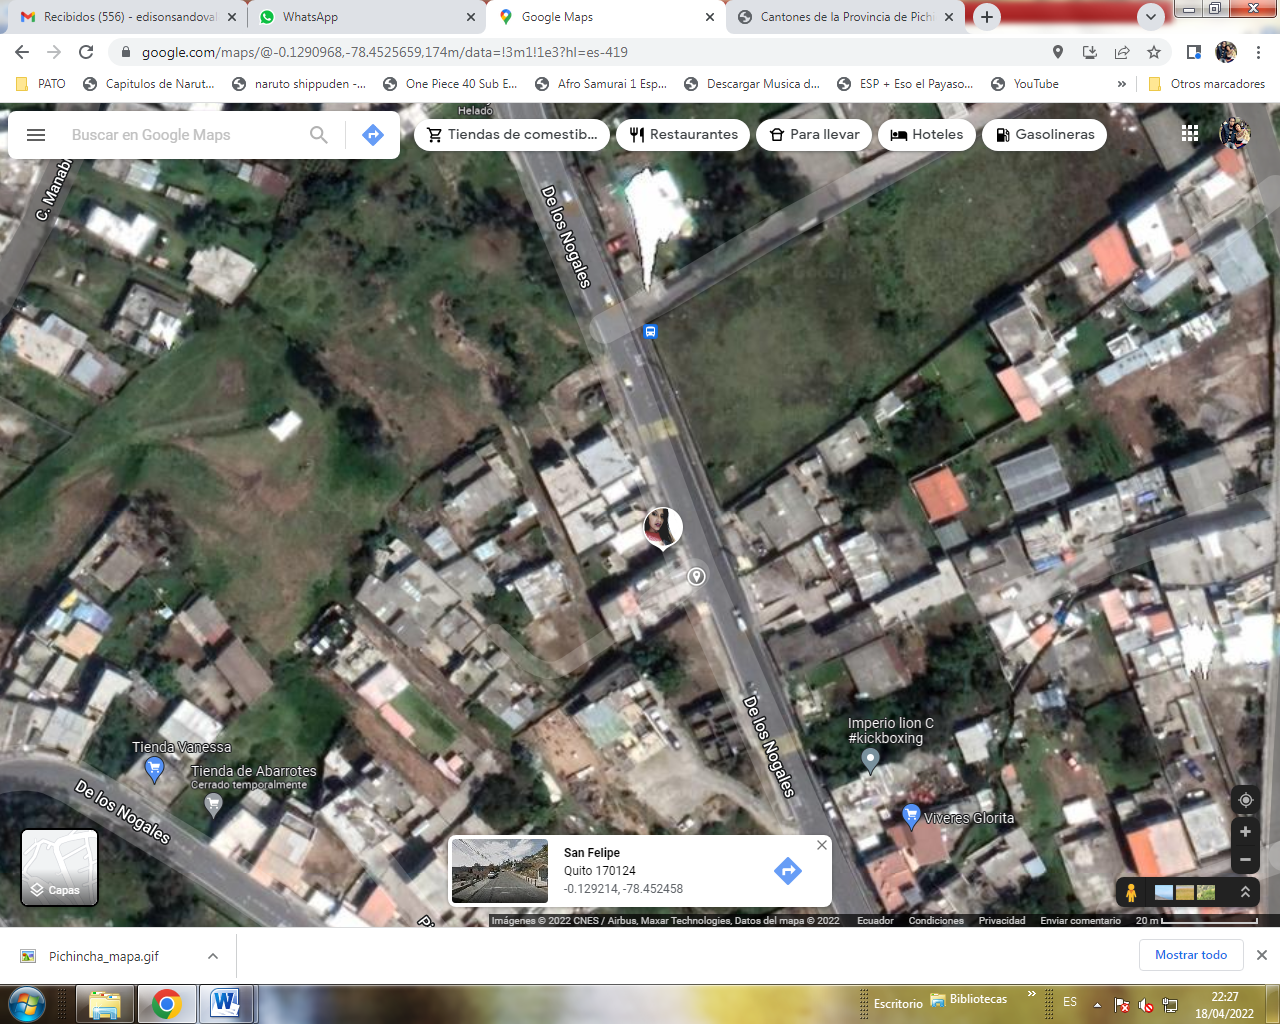 Recibidos (556) - edisonsandoval
WhatsApp
Google Maps
Cantones de la Provincia de Pichi
google.com/maps/@-0.1290968,-78.4525659,174m/data=!3m1!1e3?hl=es-419
PATO
Capitulos de Narut...
naruto shippuden -...
One Piece 40 Sub E...
Afro Samurai 1 Esp...
Descargar Musica d...
ESP + Eso el Payaso...
YouTube
»
Otros marcadores
Helado
Buscar en Google Maps
Tiendas de comestib...
Restaurantes
Para llevar
Hoteles
Gasolineras
C. Manabí
De los Nogales
De los Nogales
Imperio lion C
#kickboxing
Tienda Vanessa
Tienda de Abarrotes
Cerrado temporalmente
De los Nogales
Viveres Glorita
San Felipe
Quito 170124
-0.129214, -78.452458
Capas
Imágenes © 2022 CNES / Airbus, Maxar Technologies, Datos del mapa © 2022
Ecuador
Condiciones
Privacidad
Enviar comentario
20 m
Pichincha_mapa.gif
Mostrar todo
Escritorio
Bibliotecas
»
ES
22:27
18/04/2022